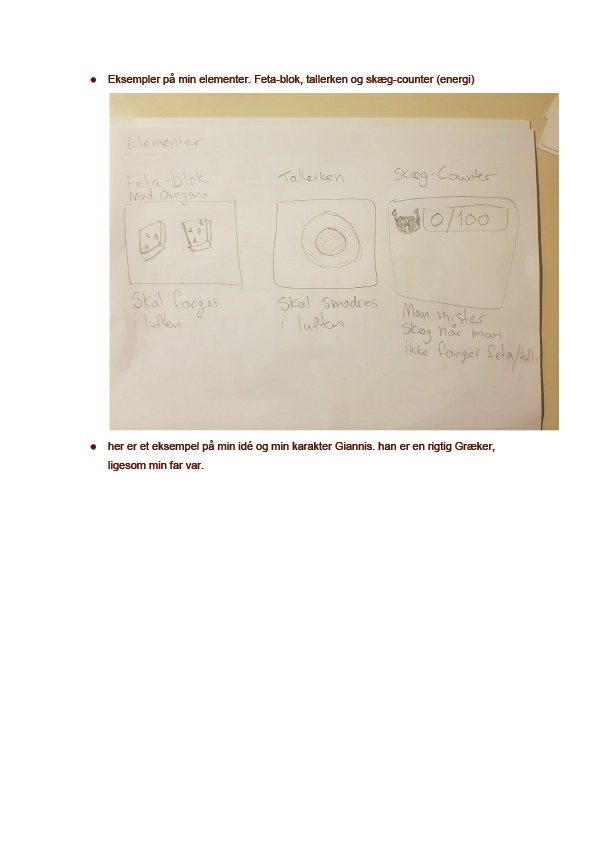 Eksempler på min elementer. Feta-blok, tallerken og skæg-counter (energi)
Elementer
Feta-blok
Med Oregano
Skal fanges
i luften
Tallerken
Skal Smadres
i luften
Skæg-Counter
0/100
Man mister
Skæg når man
ikke fanger feta/tall.
her er et eksempel på min idé og min karakter Giannis. han er en rigtig Græker,
ligesom min far var.